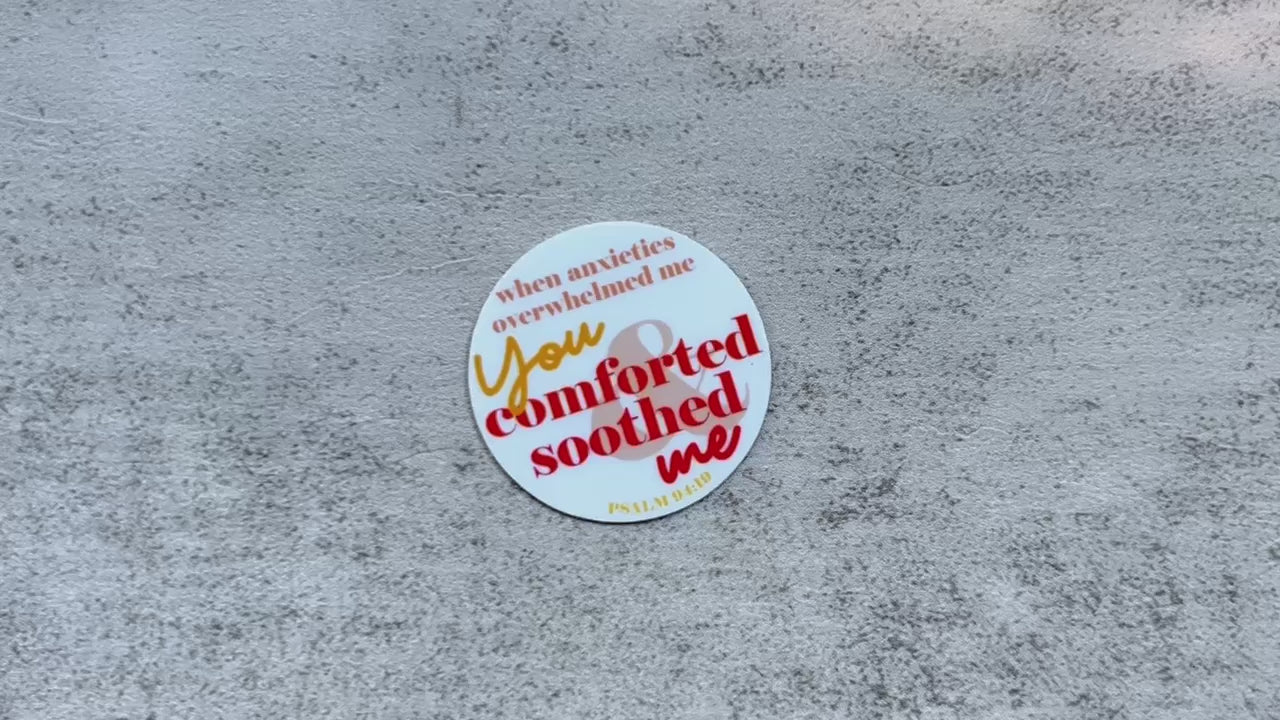 when anxieties
overwhelmed me
You
comforted
&
soothed
me
PSALM 94:19